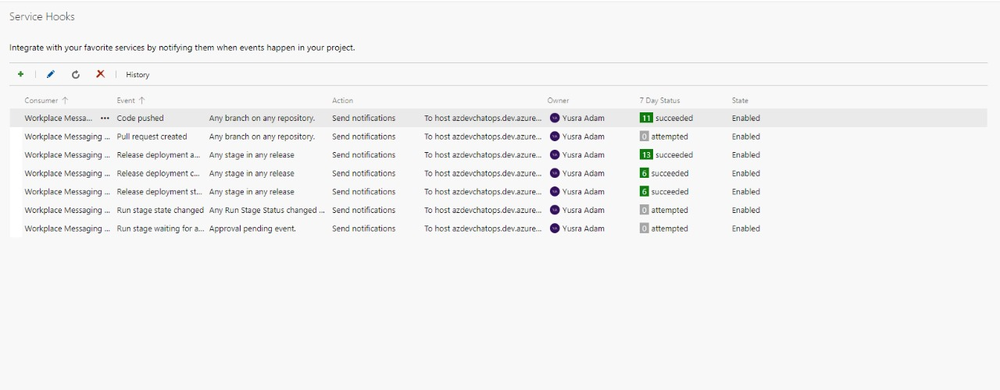 Service Hooks
Integrate with your favorite services by notifying them when events happen in your project.
History
Consumer Event Action Owner 7 Day Status State
Workplace Messa... ••• Code pushed Any branch on any repository. Send notifications To host azdevchatops.dev.azure... YA Yusra Adam 11 succeeded Enabled
Workplace Messaging ... Pull request created Any branch on any repository. Send notifications To host azdevchatops.dev.azure... YA Yusra Adam 0 attempted Enabled
Workplace Messaging ... Release deployment a... Any stage in any release Send notifications To host azdevchatops.dev.azure... YA Yusra Adam 13 succeeded Enabled
Workplace Messaging ... Release deployment c... Any stage in any release Send notifications To host azdevchatops.dev.azure... YA Yusra Adam 6 succeeded Enabled
Workplace Messaging ... Release deployment st... Any stage in any release Send notifications To host azdevchatops.dev.azure... YA Yusra Adam 6 succeeded Enabled
Workplace Messaging ... Run stage state changed Any Run Stage Status changed ... Send notifications To host azdevchatops.dev.azure... YA Yusra Adam 0 attempted Enabled
Workplace Messaging ... Run stage waiting for a... Approval pending event. Send notifications To host azdevchatops.dev.azure... YA Yusra Adam 0 attempted Enabled